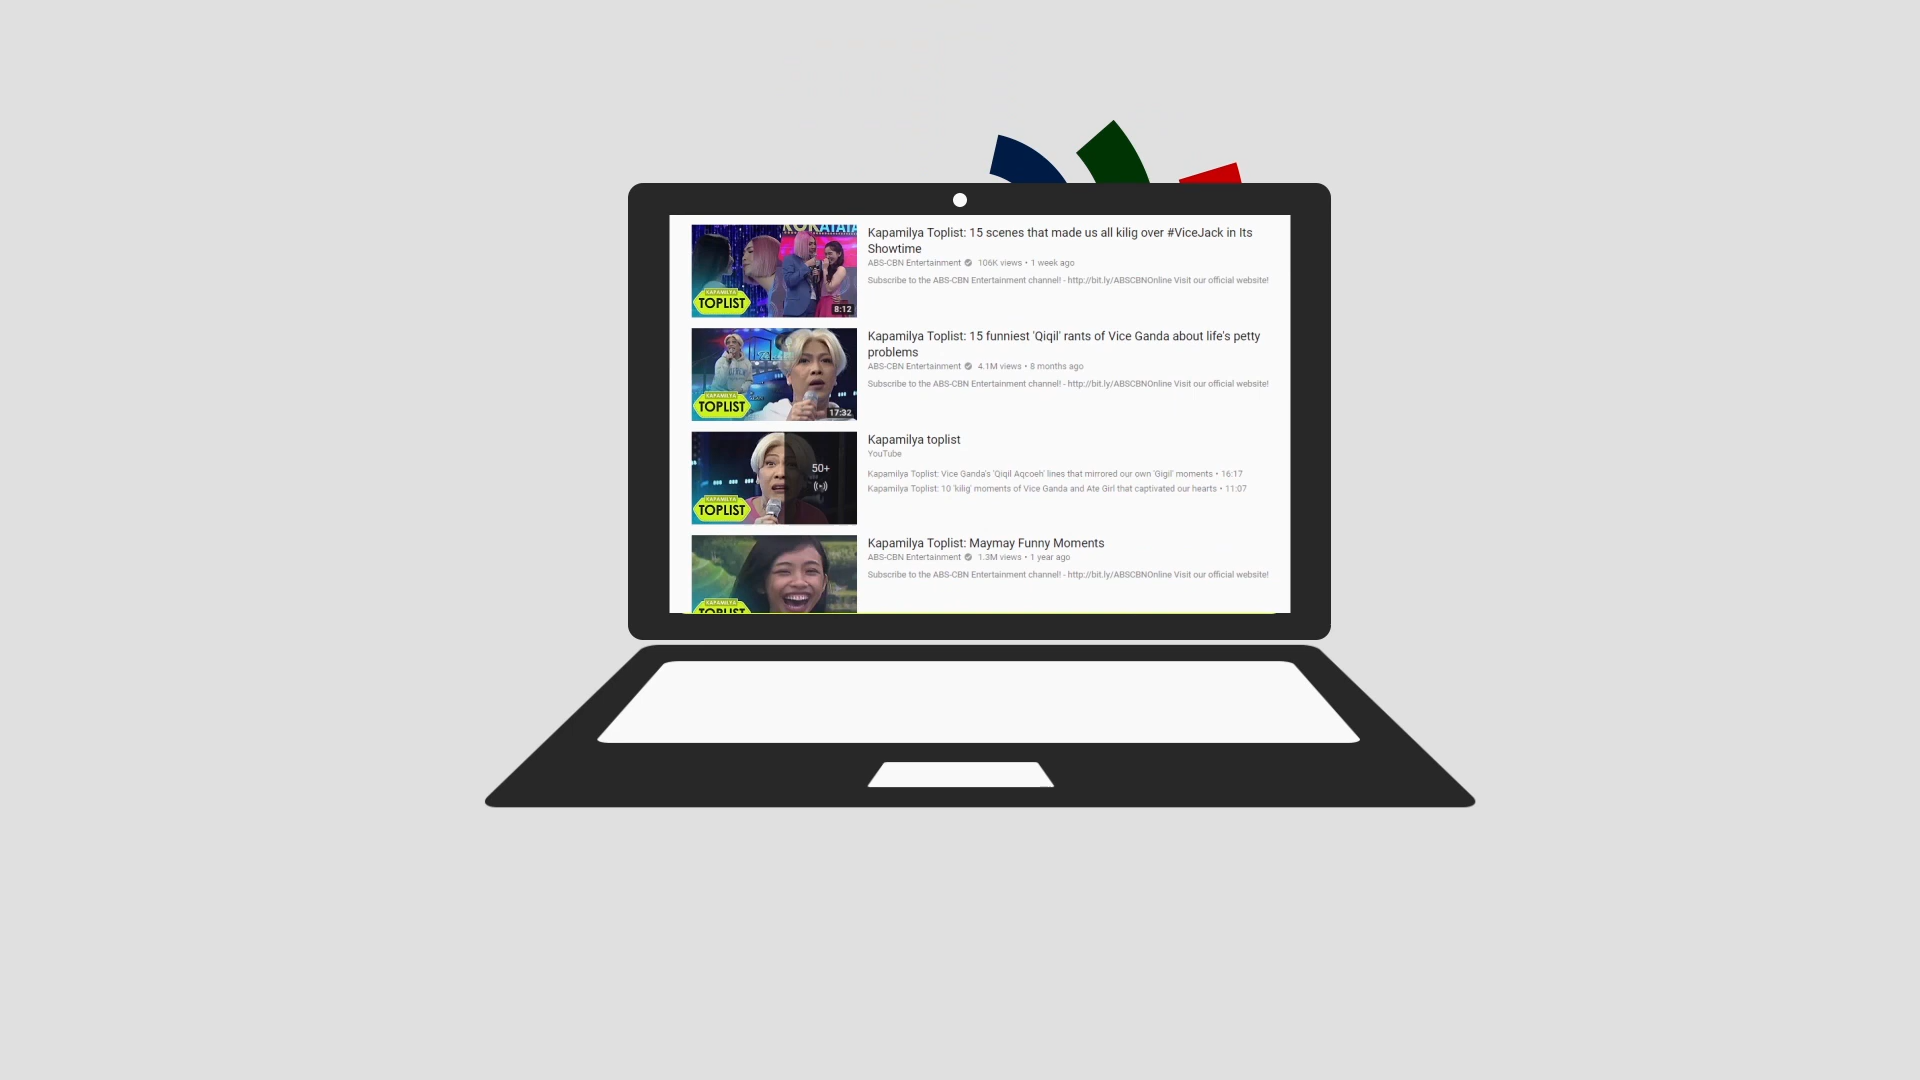 KOKATATA
KAPAMILYA
TOPLIST
8:12
Kapamilya Toplist: 15 scenes that made us all kilig over #ViceJack in Its
Showtime
ABS-CBN Entertainment 106K views • 1 week ago
Subscribe to the ABS-CBN Entertainment channel! - http://bit.ly/ABSCBNOnline Visit our official website!
KAPAMILYA
TOPLIST
17:32
Kapamilya Toplist: 15 funniest 'Qiqil' rants of Vice Ganda about life's petty
problems
ABS-CBN Entertainment 4.1M views • 8 months ago
Subscribe to the ABS-CBN Entertainment channel! - http://bit.ly/ABSCBNOnline Visit our official website!
50+
KAPAMILYA
TOPLIST
Kapamilya toplist
YouTube
Kapamilya Toplist: Vice Ganda's 'Qiqil Aqcoeh' lines that mirrored our own 'Gigil' moments • 16:17
Kapamilya Toplist: 10 'kilig' moments of Vice Ganda and Ate Girl that captivated our hearts • 11:07
KAPAMILYA
TOPLIST
Kapamilya Toplist: Maymay Funny Moments
ABS-CBN Entertainment 1.3M views • 1 year ago
Subscribe to the ABS-CBN Entertainment channel! - http://bit.ly/ABSCBNOnline Visit our official website!